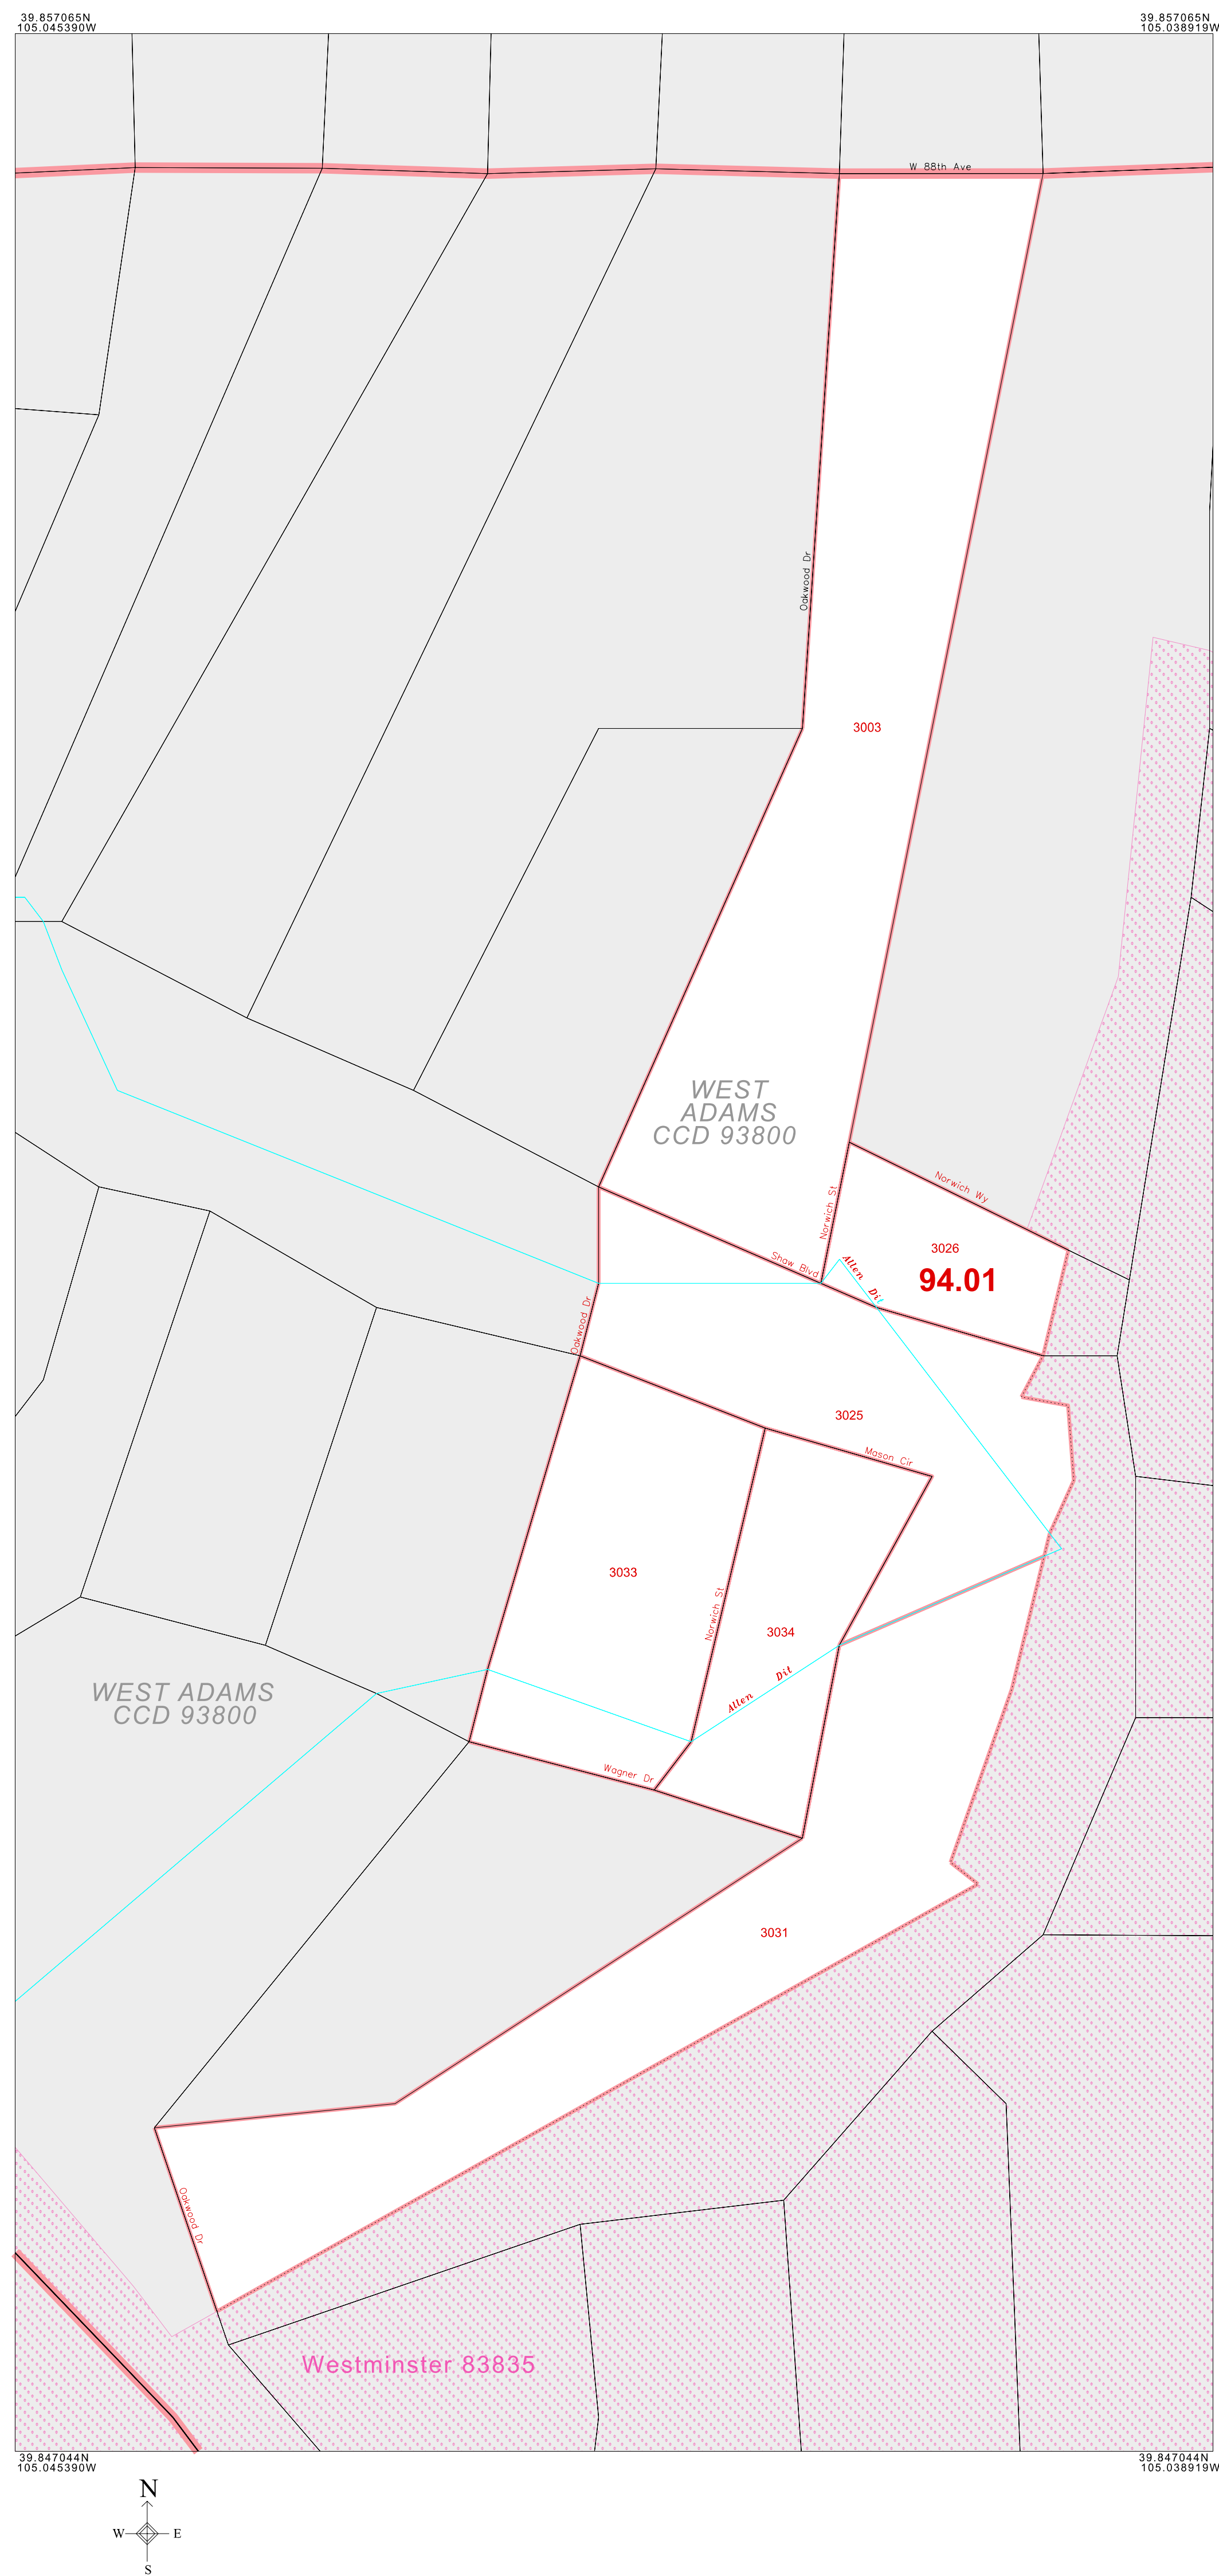 39.857065N
105.045390W
39.857065N
105.038919W
W 88th Ave
Oakwood Dr
3003
WEST
ADAMS
CCD 93800
Norwich Wy
Norwich St
3026
94.01
Shaw Blvd
Allen Dit
Oakwood Dr
3025
Mason Cir
3033
Norwich St
3034
Allen Dit
WEST ADAMS
CCD 93800
Wagner Dr
3031
Oakwood Dr
Westminster 83835
39.847044N
105.045390W
39.847044N
105.038919W
N
W
E
S